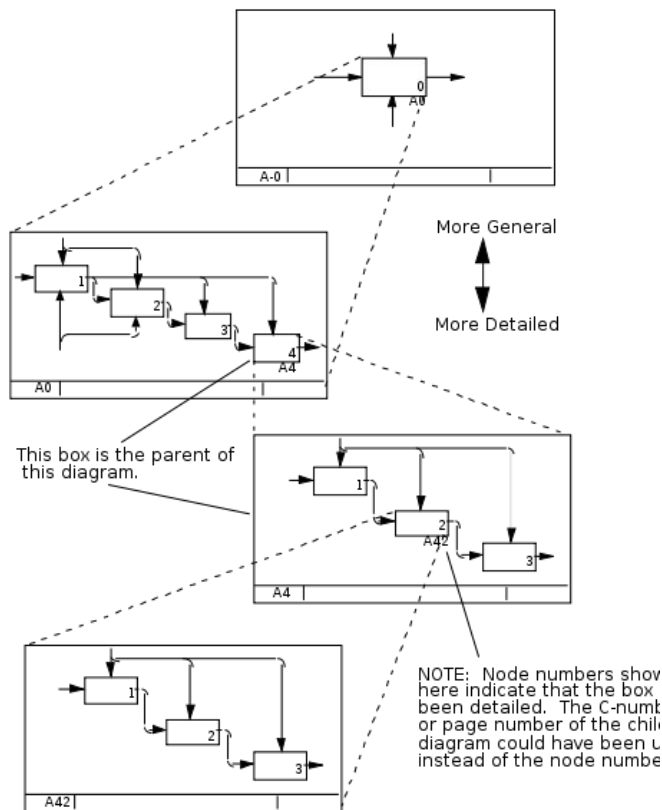 0
A0
A-0
More General
More Detailed
1
2
3
4
A4
A0
This box is the parent of
this diagram.
1
2
A42
3
A4
NOTE: Node numbers show
here indicate that the box
been detailed. The C-numb
or page number of the chil
diagram could have been u
instead of the node numbe
1
2
3
A42